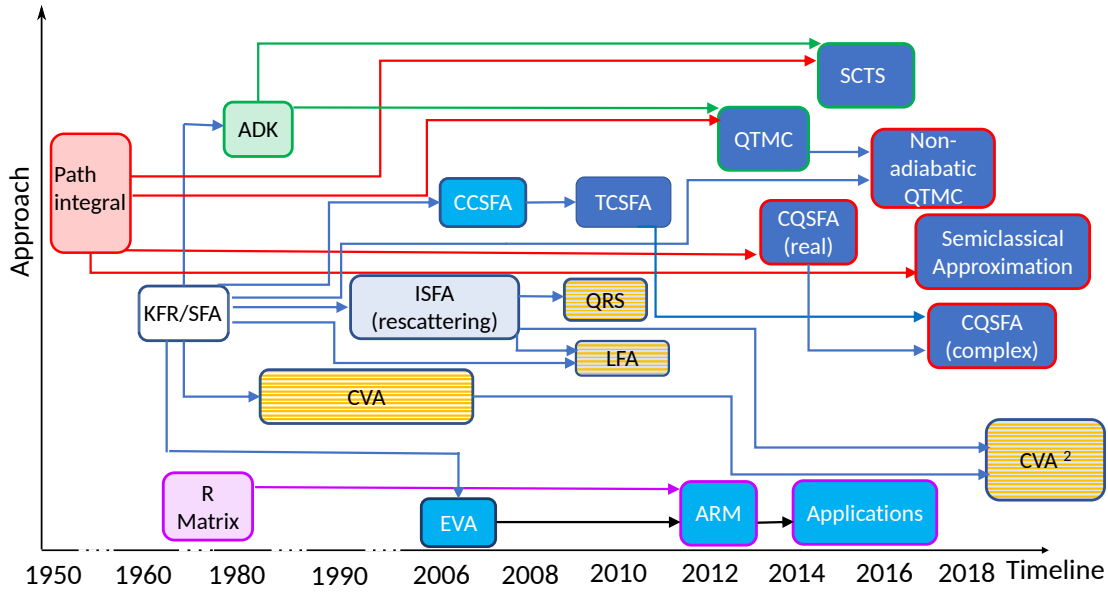 SCTS
ADK
QTMC
Non-
adiabatic
QTMC
Path
integral
CCSFA
TCSFA
CQSFA
(real)
Semiclassical
Approximation
Approach
KFR/SFA
ISFA
(rescattering)
QRS
CQSFA
(complex)
LFA
CVA
CVA 2
R
Matrix
EVA
ARM
Applications
1950 1960 1980 1990 2006 2008 2010 2012 2014 2016 2018 Timeline